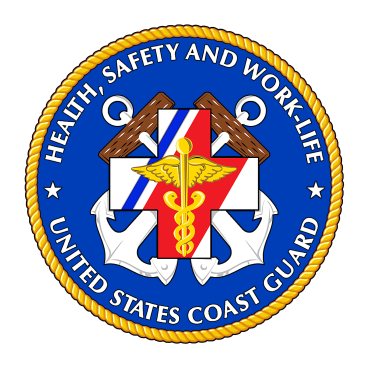 HEALTH, SAFETY AND WORK-LIFE
UNITED STATES COAST GUARD